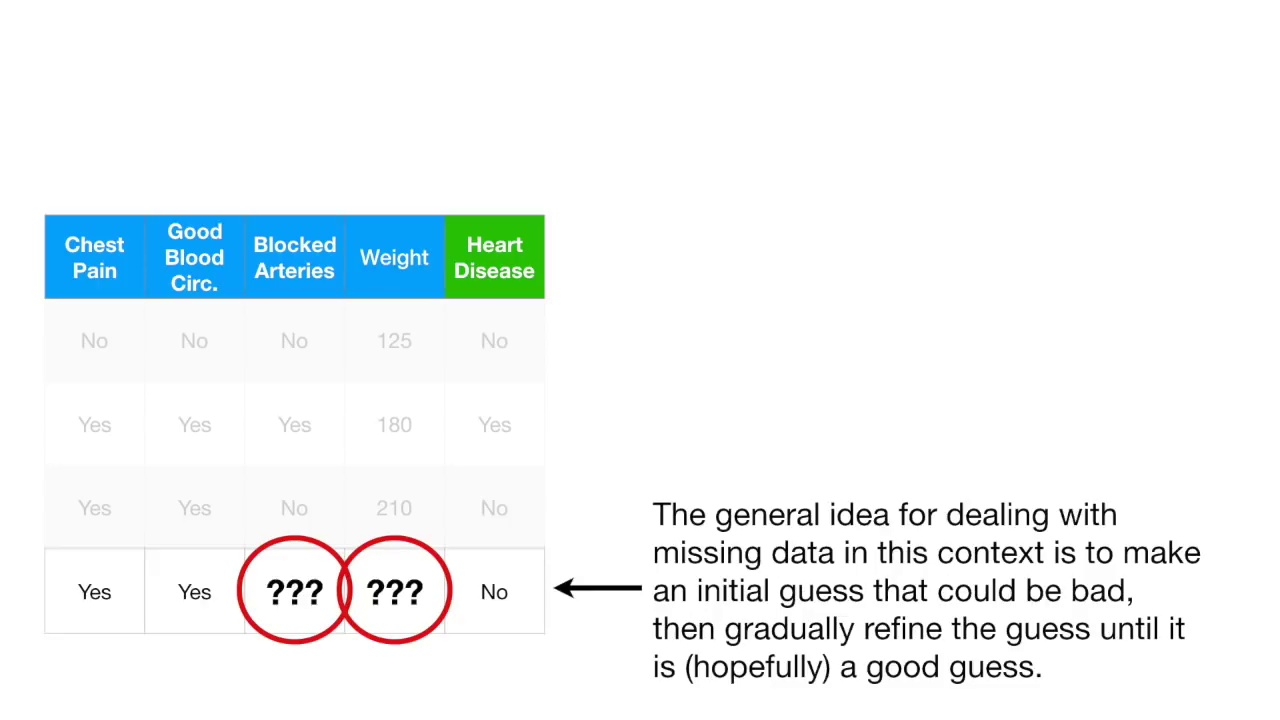 Chest Pain Good Blood Circ. Blocked Arteries Weight Heart Disease
No No No 125 No
Yes Yes Yes 180 Yes
Yes Yes No 210 No
Yes Yes ??? ??? No
The general idea for dealing with
missing data in this context is to make
an initial guess that could be bad,
then gradually refine the guess until it
is (hopefully) a good guess.